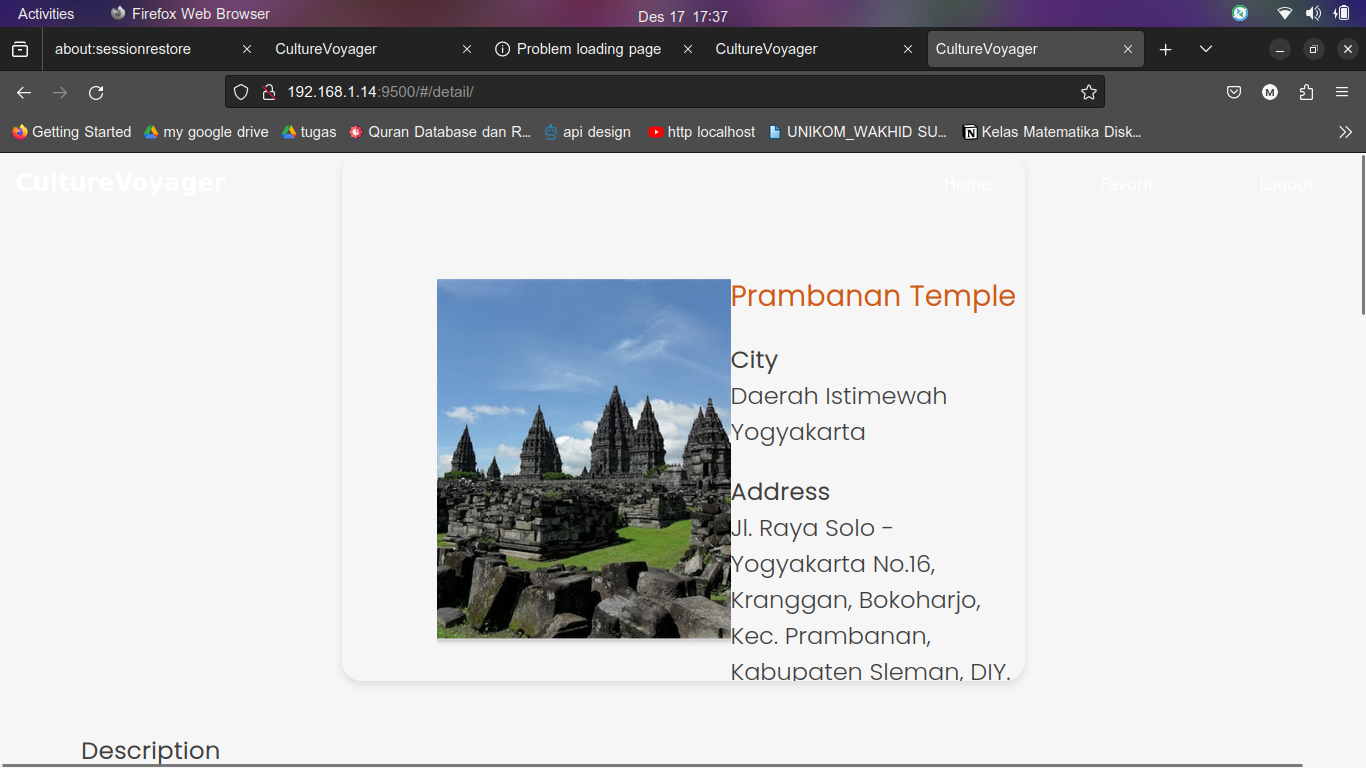 Activities Firefox Web Browser Des 17 17:37
about:sessionrestore CultureVoyager Problem loading page CultureVoyager CultureVoyager
192.168.1.14:9500/#/detail/ M
Getting Started my google drive tugas Quran Database dan R… api design http localhost UNIKOM_WAKHID SU… Kelas Matematika Disk…
CultureVoyager Home Favorit Logout
Prambanan Temple
City
Daerah Istimewah
Yogyakarta
Address
Jl. Raya Solo -
Yogyakarta No.16,
Kranggan, Bokoharjo,
Kec. Prambanan,
Kabupaten Sleman, DIY.
Description